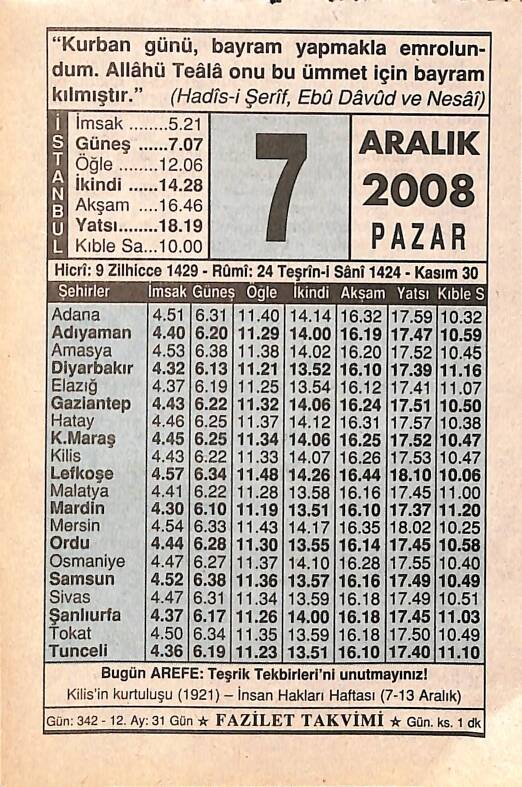 “Kurban günü, bayram yapmakla emrolun-
dum. Allâhü Teâlâ onu bu ümmet için bayram
kılmıştır.” (Hadîs-i Şerîf, Ebû Dâvûd ve Nesâî)
İSTANBUL
İmsak ........5.21
Güneş ......7.07
Öğle ........12.06
İkindi ......14.28
Akşam ....16.46
Yatsı........18.19
Kıble Sa...10.00
7
ARALIK
2008
PAZAR
Hicrî: 9 Zilhicce 1429 - Rûmî: 24 Teşrîn-i Sânî 1424 - Kasım 30
Şehirler İmsak Güneş Öğle İkindi Akşam Yatsı Kıble S
Adana 4.51 6.31 11.40 14.14 16.32 17.59 10.32
Adıyaman 4.40 6.20 11.29 14.00 16.19 17.47 10.59
Amasya 4.53 6.38 11.38 14.02 16.20 17.52 10.45
Diyarbakır 4.32 6.13 11.21 13.52 16.10 17.39 11.16
Elazığ 4.37 6.19 11.25 13.54 16.12 17.41 11.07
Gaziantep 4.43 6.22 11.32 14.06 16.24 17.51 10.50
Hatay 4.46 6.25 11.37 14.12 16.31 17.57 10.38
K.Maraş 4.45 6.25 11.34 14.06 16.25 17.52 10.47
Kilis 4.43 6.22 11.33 14.07 16.26 17.53 10.47
Lefkoşe 4.57 6.34 11.48 14.26 16.44 18.10 10.06
Malatya 4.41 6.22 11.28 13.58 16.16 17.45 11.00
Mardin 4.30 6.10 11.19 13.51 16.10 17.37 11.20
Mersin 4.54 6.33 11.43 14.17 16.35 18.02 10.25
Ordu 4.44 6.28 11.30 13.55 16.14 17.45 10.58
Osmaniye 4.47 6.27 11.37 14.10 16.28 17.55 10.40
Samsun 4.52 6.38 11.36 13.57 16.16 17.49 10.49
Sivas 4.47 6.31 11.34 13.59 16.18 17.49 10.51
Şanlıurfa 4.37 6.17 11.26 14.00 16.18 17.45 11.03
Tokat 4.50 6.34 11.35 13.59 16.18 17.50 10.49
Tunceli 4.36 6.19 11.23 13.51 16.10 17.40 11.10
Bugün AREFE: Teşrik Tekbirleri'ni unutmayınız!
Kilis'in kurtuluşu (1921) – İnsan Hakları Haftası (7-13 Aralık)
Gün: 342 - 12. Ay: 31 Gün ★ FAZİLET TAKVİMİ ★ Gün. ks. 1 dk